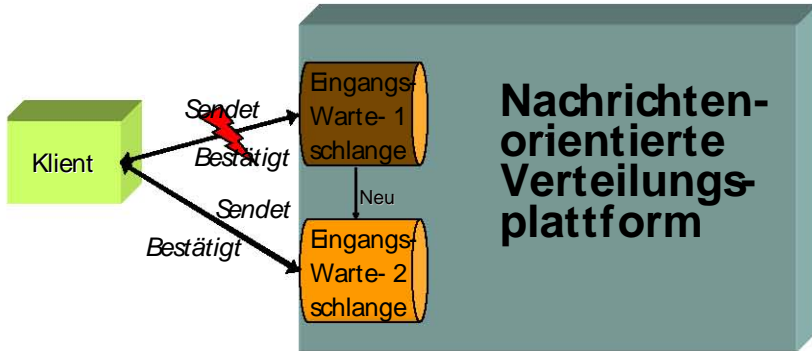 Klient
Sendet
Bestätigt
Sendet
Bestätigt
Eingangs-
Warte- 1
schlange
Neu
Eingangs-
Warte- 2
schlange
Nachrichten-
orientierte
Verteilungs-
plattform